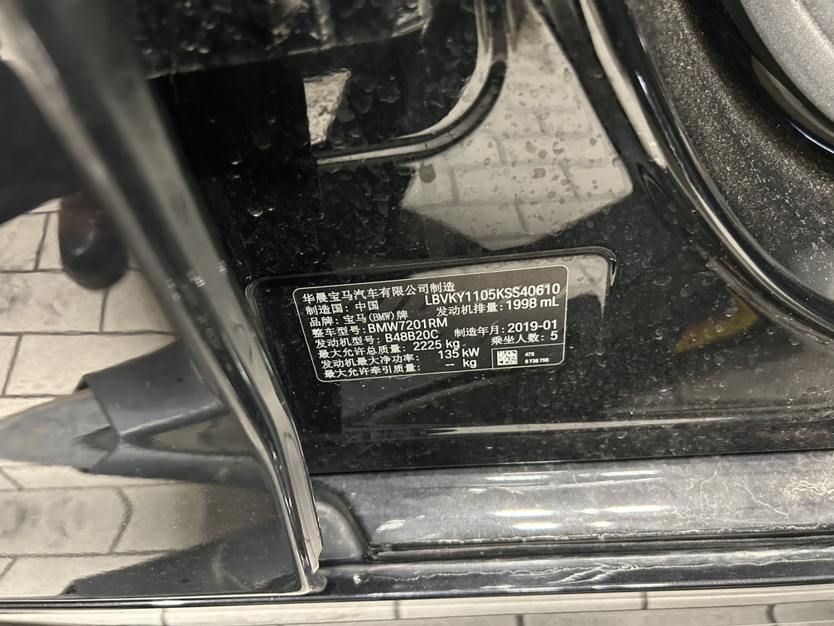 华晨宝马汽车有限公司制造
制造国：中国 LBVKY1105KSS40610
品牌：宝马(BMW)牌 发动机排量：1998 mL
整车型号：BMW7201RM
发动机型号：B48B20C 制造年月：2019-01
最大允许总质量： 2225 kg 乘坐人数：5
发动机最大净功率： 135 kW
最大允许牵引质量： -- kg
475
9 738 756